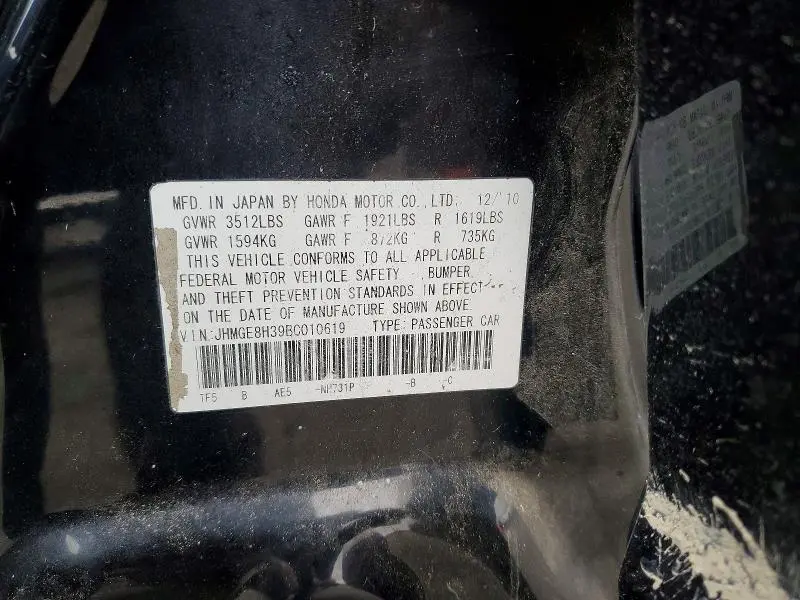 MFD. IN JAPAN BY HONDA MOTOR CO., LTD. 12/'10
GVWR 3512LBS GAWR F 1921LBS R 1619LBS
GVWR 1594KG GAWR F 872KG R 735KG
THIS VEHICLE CONFORMS TO ALL APPLICABLE
FEDERAL MOTOR VEHICLE SAFETY, BUMPER,
AND THEFT PREVENTION STANDARDS IN EFFECT
ON THE DATE OF MANUFACTURE SHOWN ABOVE.
VIN:JHMGE8H39BC010619 TYPE: PASSENGER CAR
TF5 B AE5 -NH731P -B -C